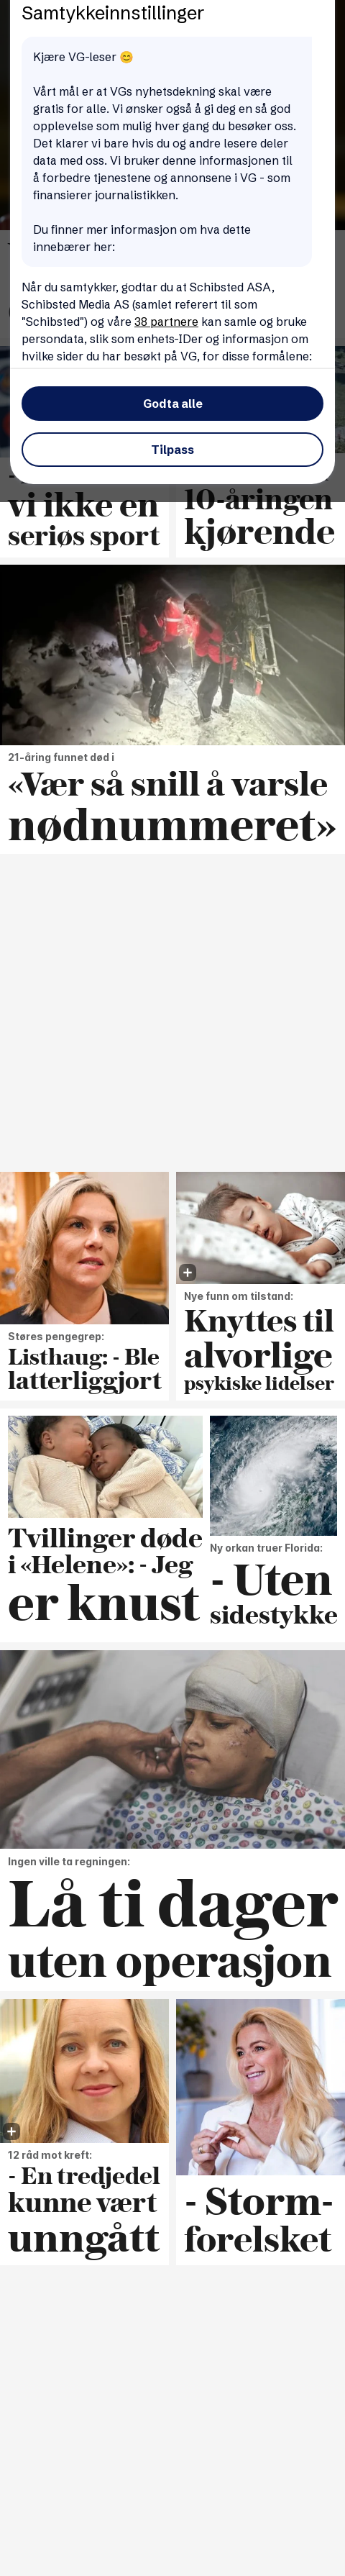 Samtykkeinnstillinger
Kjære VG-leser 😊
Vårt mål er at VGs nyhetsdekning skal være
gratis for alle. Vi ønsker også å gi deg en så god
opplevelse som mulig hver gang du besøker oss.
Det klarer vi bare hvis du og andre lesere deler
data med oss. Vi bruker denne informasjonen til
å forbedre tjenestene og annonsene i VG - som
finansierer journalistikken.
Du finner mer informasjon om hva dette
innebærer her:
Når du samtykker, godtar du at Schibsted ASA,
Schibsted Media AS (samlet referert til som
"Schibsted") og våre 38 partnere kan samle og bruke
persondata, slik som enhets-IDer og informasjon om
hvilke sider du har besøkt på VG, for disse formålene:
Godta alle
Tilpass
vi ikke en
seriøs sport
10-åringen
kjørende
21-åring funnet død i
«Vær så snill å varsle
nødnummeret»
Støres pengegrep:
Listhaug: - Ble
latterliggjort
Nye funn om tilstand:
Knyttes til
alvorlige
psykiske lidelser
Tvillinger døde
i «Helene»: - Jeg
er knust
Ny orkan truer Florida:
- Uten
sidestykke
Ingen ville ta regningen:
Lå ti dager
uten operasjon
12 råd mot kreft:
- En tredjedel
kunne vært
unngått
- Storm-
forelsket